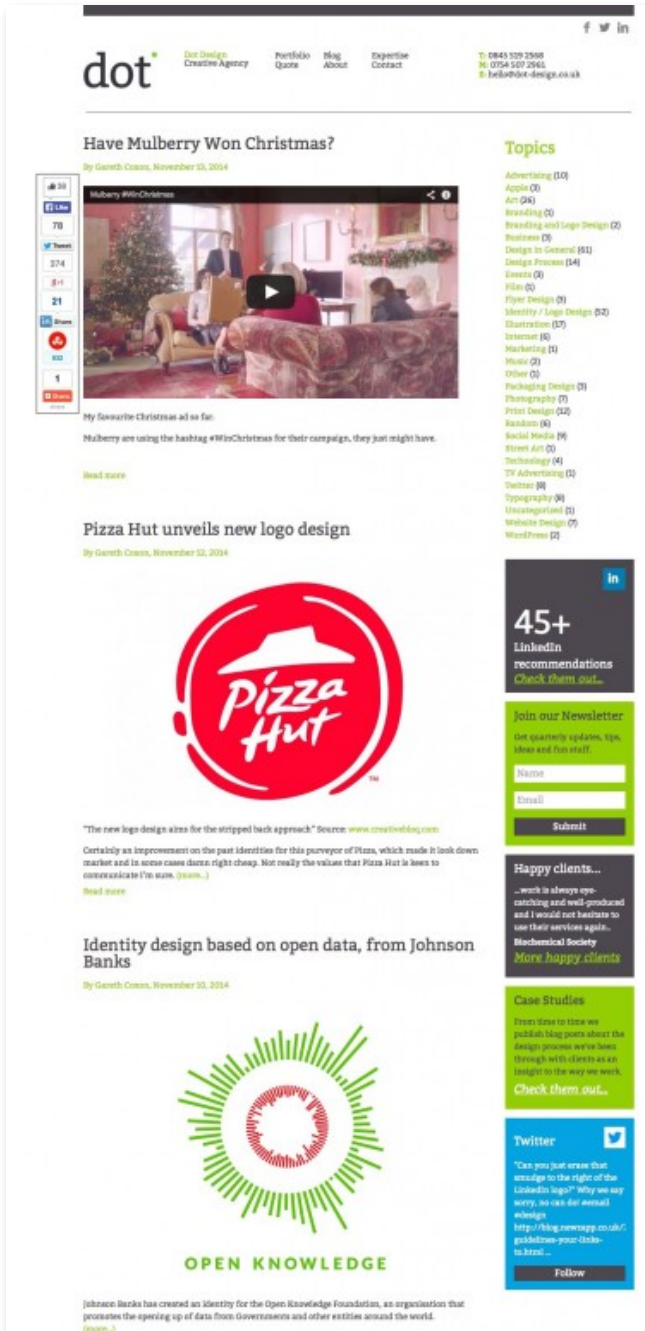 dot
Dot Design
Creative Agency
Portfolio
Quote
Blog
About
Expertise
Contact
T: 0845 519 2568
M: 0754 507 2961
E: hello@dot-design.co.uk
Have Mulberry Won Christmas?
By Gareth Coxon, November 13, 2014
38
Like
78
Tweet
374
+1
21
Share
102
1
Share
Mulberry #WinChristmas
My favourite Christmas ad so far.
Mulberry are using the hashtag #WinChristmas for their campaign, they just might have.
Read more
Pizza Hut unveils new logo design
By Gareth Coxon, November 12, 2014
Pizza
Hut
TM
"The new logo design aims for the stripped back approach" Source: www.creativebloq.com
Certainly an improvement on the past identities for this purveyor of Pizza, which made it look down
market and in some cases damn right cheap. Not really the values that Pizza Hut is keen to
communicate I'm sure. (more...)
Read more
Identity design based on open data, from Johnson
Banks
By Gareth Coxon, November 10, 2014
OPEN KNOWLEDGE
Johnson Banks has created an identity for the Open Knowledge Foundation, an organisation that
promotes the opening up of data from Governments and other entities around the world.
(more...)
Topics
Advertising (10)
Apple (3)
Art (26)
Branding (1)
Branding and Logo Design (2)
Business (3)
Design in General (61)
Design Process (14)
Events (3)
Film (1)
Flyer Design (5)
Identity / Logo Design (52)
Illustration (17)
Internet (6)
Marketing (1)
Music (2)
Other (1)
Packaging Design (3)
Photography (7)
Print Design (12)
Random (6)
Social Media (9)
Street Art (1)
Technology (4)
TV Advertising (1)
Twitter (8)
Typography (8)
Uncategorized (1)
Website Design (7)
WordPress (2)
in
45+
LinkedIn
recommendations
Check them out...
Join our Newsletter
Get quarterly updates, tips,
ideas and fun stuff.
Name
Email
Submit
Happy clients...
...work is always eye-
catching and well-produced
and I would not hesitate to
use their services again..
Biochemical Society
More happy clients
Case Studies
From time to time we
publish blog posts about the
design process we've been
through with clients as an
insight to the way we work.
Check them out...
Twitter
"Can you just erase that
smudge to the right of the
LinkedIn logo?" Why we say
sorry, no can do! #email
#design
http://blog.newzapp.co.uk/
guidelines-your-links-
to.html ...
Follow